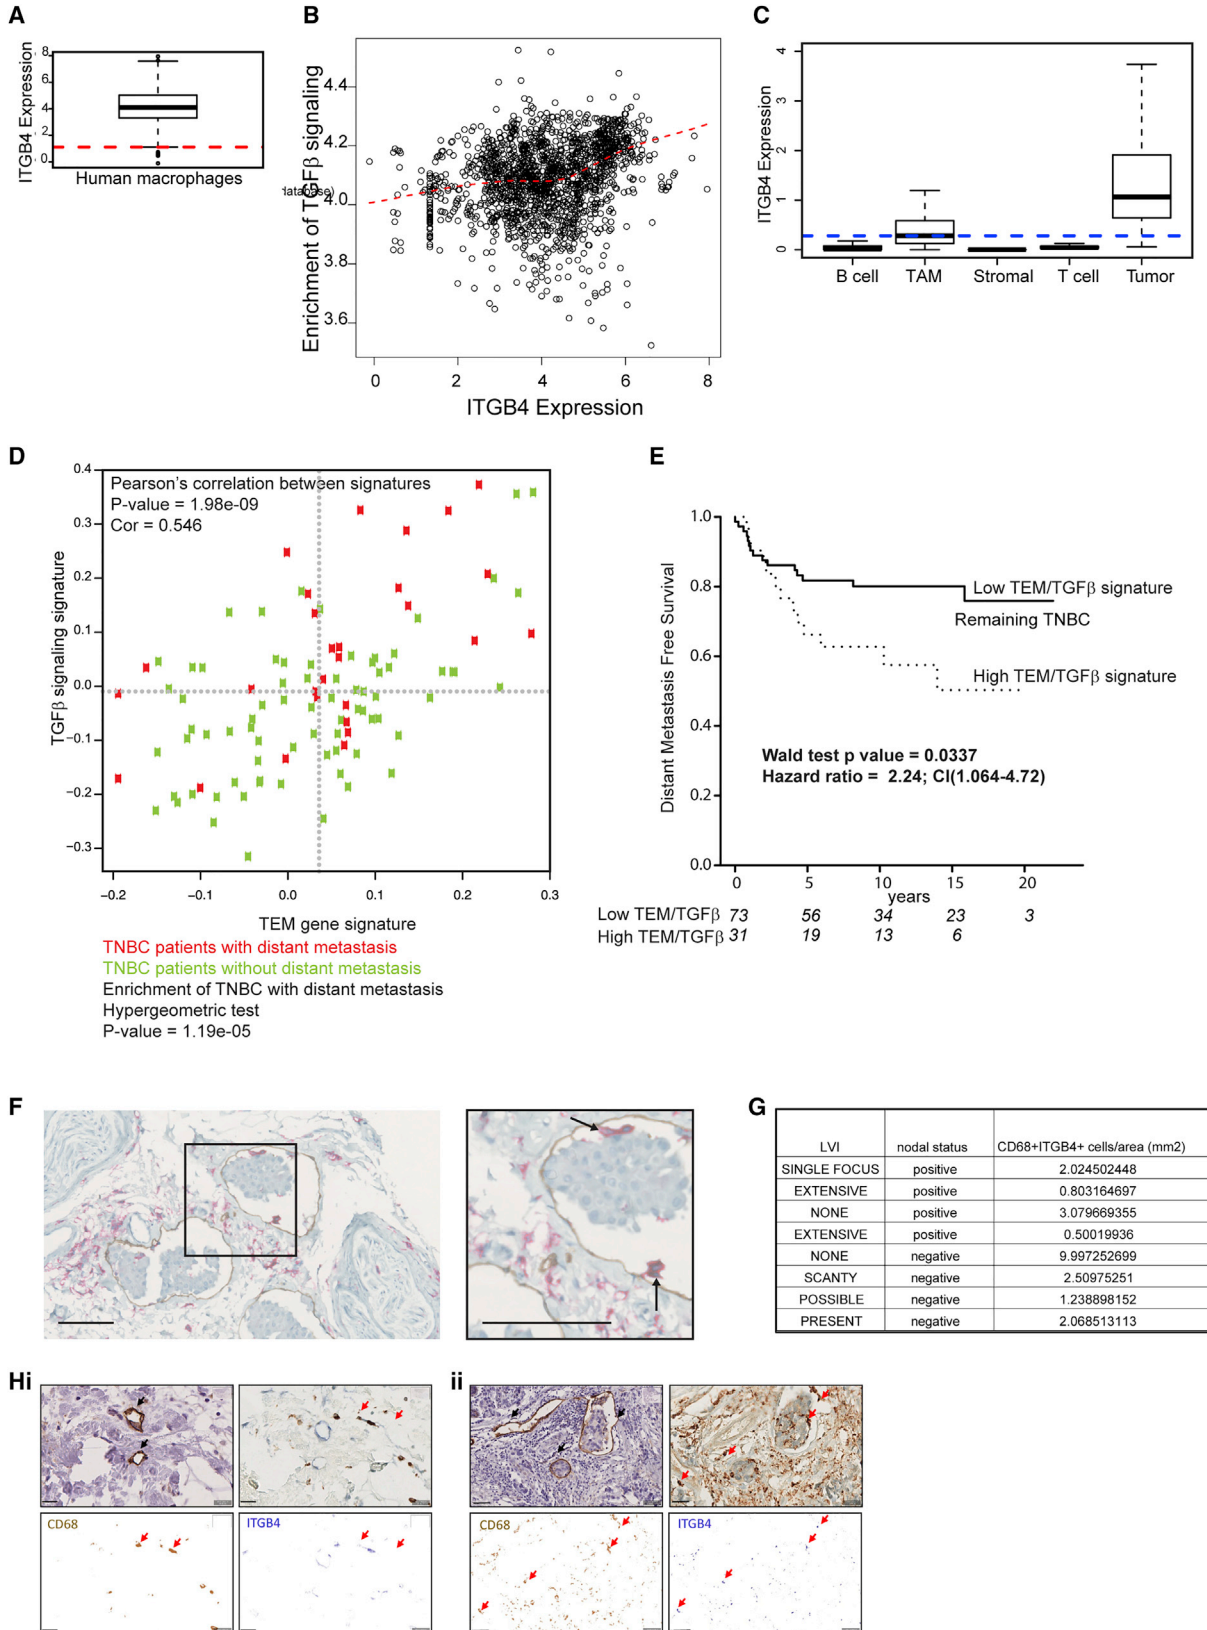 A
ITGB4 Expression
8
6
4
2
0
Human macrophages
B
Enrichment of TGFβ signaling
4.4
4.2
4.0
3.8
3.6
database)
0 2 4 6 8
ITGB4 Expression
C
ITGB4 Expression
4
3
2
1
0
B cell TAM Stromal T cell Tumor
D
TGFβ signaling signature
0.4
0.3
0.2
0.1
0.0
−0.1
−0.2
−0.3
Pearson's correlation between signatures
P-value = 1.98e-09
Cor = 0.546
−0.2 −0.1 0.0 0.1 0.2 0.3
TEM gene signature
TNBC patients with distant metastasis
TNBC patients without distant metastasis
Enrichment of TNBC with distant metastasis
Hypergeometric test
P-value = 1.19e-05
E
Distant Metastasis Free Survival
1.0
0.8
0.6
0.4
0.2
0.0
Low TEM/TGFβ signature
Remaining TNBC
High TEM/TGFβ signature
Wald test p value = 0.0337
Hazard ratio = 2.24; CI(1.064-4.72)
0 5 10 15 20
years
Low TEM/TGFβ 73 56 34 23 3
High TEM/TGFβ 31 19 13 6
F
G
LVI nodal status CD68+ITGB4+ cells/area (mm2)
SINGLE FOCUS positive 2.024502448
EXTENSIVE positive 0.803164697
NONE positive 3.079669355
EXTENSIVE positive 0.50019936
NONE negative 9.997252699
SCANTY negative 2.50975251
POSSIBLE negative 1.238898152
PRESENT negative 2.068513113
Hi
CD68
ITGB4
ii
CD68
ITGB4